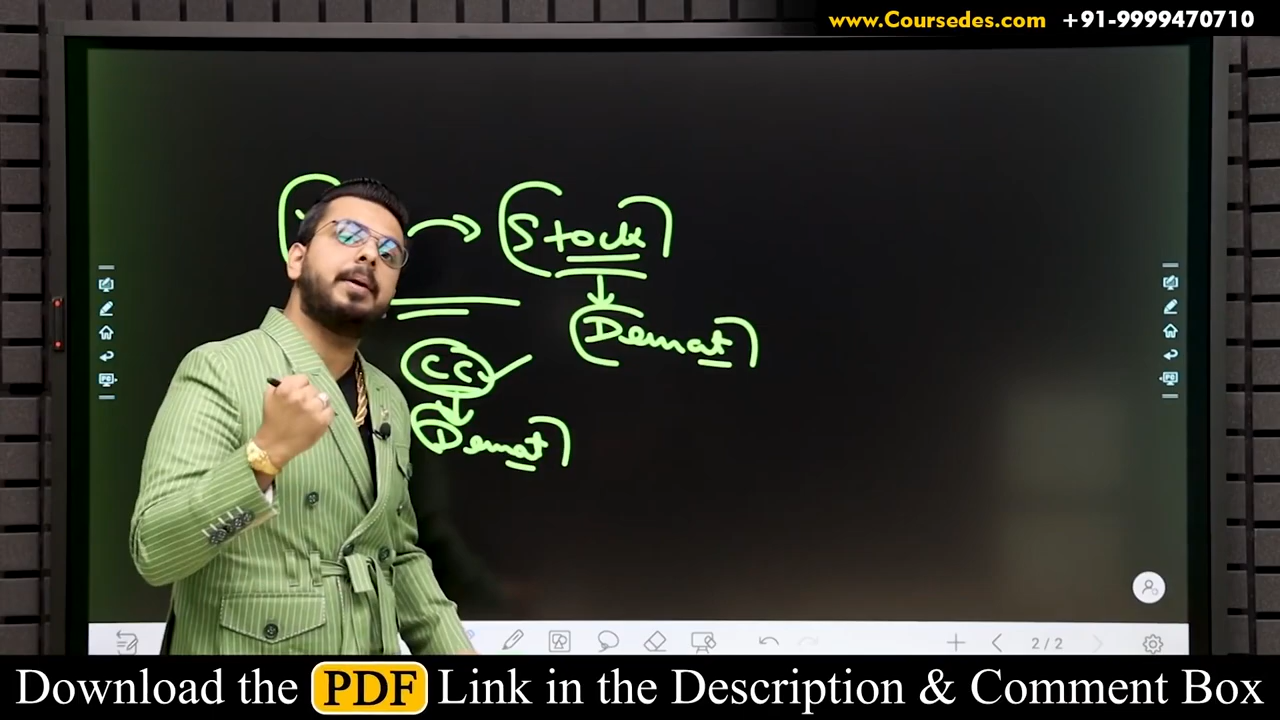 www.Coursedes.com +91-9999470710
Stock
Demat
CC
Demat
2/2
Download the PDF Link in the Description & Comment Box